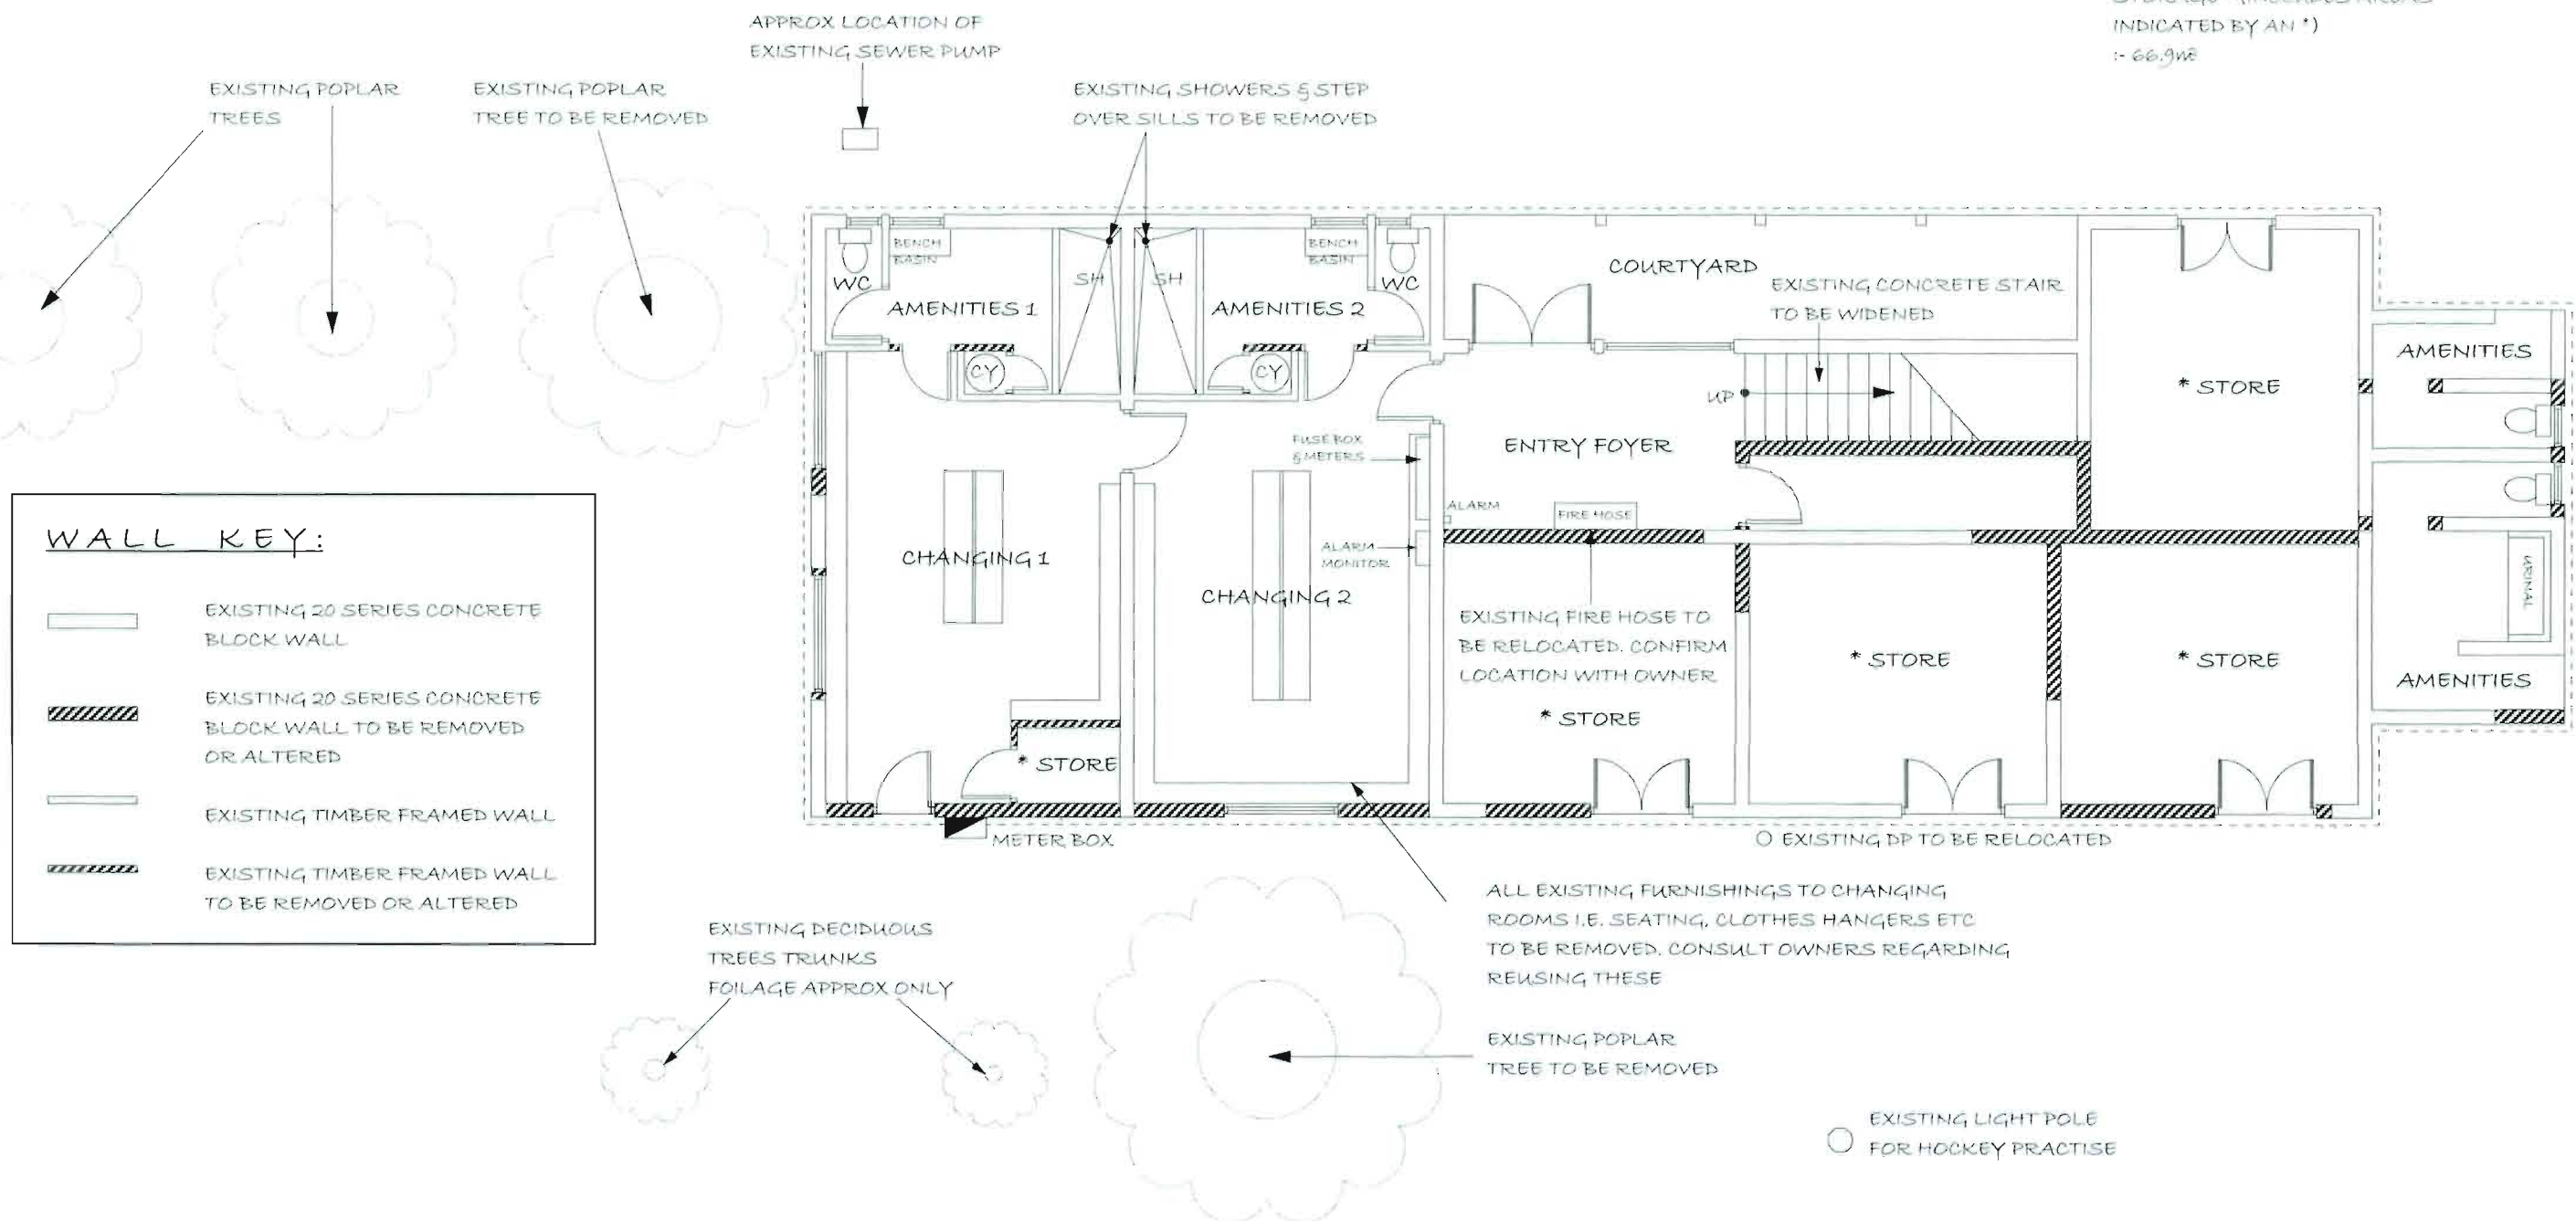 INDICATED BY AN *)
:- 66.9m²
APPROX LOCATION OF
EXISTING SEWER PUMP
EXISTING POPLAR
TREES
EXISTING POPLAR
TREE TO BE REMOVED
EXISTING SHOWERS & STEP
OVER SILLS TO BE REMOVED
WC
BENCH
BASIN
AMENITIES 1
SH
SH
AMENITIES 2
BENCH
BASIN
WC
CY
CY
COURTYARD
EXISTING CONCRETE STAIR
TO BE WIDENED
UP
ENTRY FOYER
* STORE
AMENITIES
FUSE BOX
& METERS
ALARM
FIRE HOSE
ALARM
MONITOR
CHANGING 1
CHANGING 2
EXISTING FIRE HOSE TO
BE RELOCATED. CONFIRM
LOCATION WITH OWNER
* STORE
* STORE
* STORE
URINAL
AMENITIES
* STORE
METER BOX
EXISTING DP TO BE RELOCATED
WALL KEY:
EXISTING 20 SERIES CONCRETE
BLOCK WALL
EXISTING 20 SERIES CONCRETE
BLOCK WALL TO BE REMOVED
OR ALTERED
EXISTING TIMBER FRAMED WALL
EXISTING TIMBER FRAMED WALL
TO BE REMOVED OR ALTERED
EXISTING DECIDUOUS
TREES TRUNKS
FOILAGE APPROX ONLY
ALL EXISTING FURNISHINGS TO CHANGING
ROOMS I.E. SEATING, CLOTHES HANGERS ETC
TO BE REMOVED. CONSULT OWNERS REGARDING
REUSING THESE
EXISTING POPLAR
TREE TO BE REMOVED
EXISTING LIGHT POLE
FOR HOCKEY PRACTISE